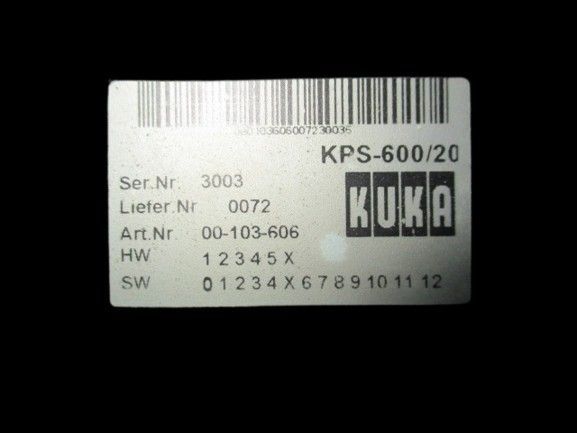 0010360600723003S
KPS-600/20
Ser.Nr. 3003
KUKA
Liefer.Nr 0072
Art.Nr 00-103-606
HW 1 2 3 4 5 X
SW 0 1 2 3 4 X 6 7 8 9 10 11 12